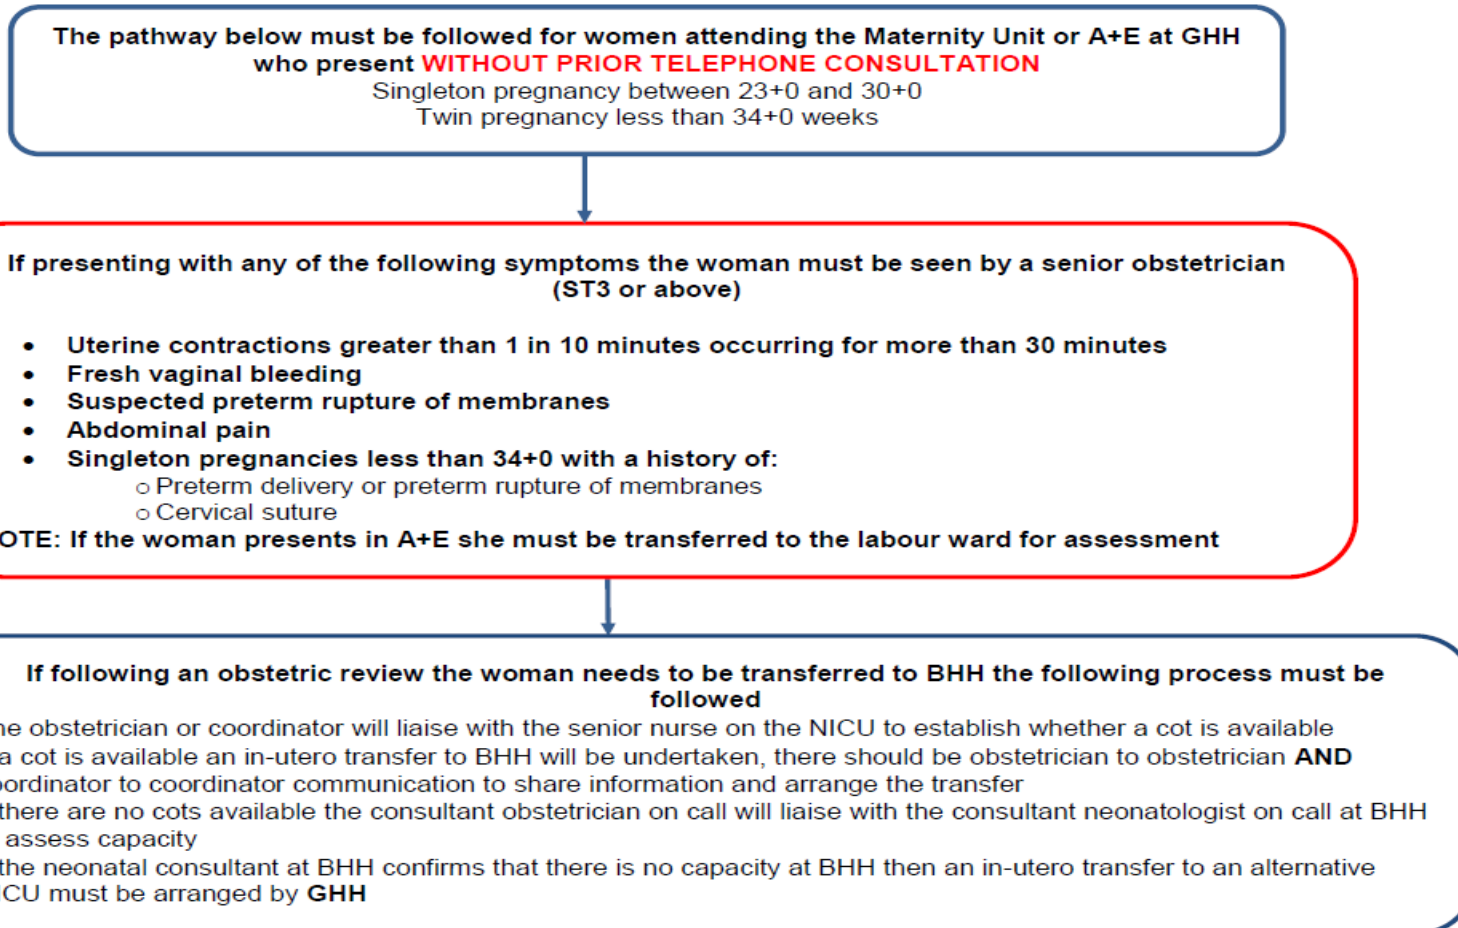 The pathway below must be followed for women attending the Maternity Unit or A+E at GHH
who present WITHOUT PRIOR TELEPHONE CONSULTATION
Singleton pregnancy between 23+0 and 30+0
Twin pregnancy less than 34+0 weeks
If presenting with any of the following symptoms the woman must be seen by a senior obstetrician
(ST3 or above)
• Uterine contractions greater than 1 in 10 minutes occurring for more than 30 minutes
• Fresh vaginal bleeding
• Suspected preterm rupture of membranes
• Abdominal pain
• Singleton pregnancies less than 34+0 with a history of:
o Preterm delivery or preterm rupture of membranes
o Cervical suture
OTE: If the woman presents in A+E she must be transferred to the labour ward for assessment
If following an obstetric review the woman needs to be transferred to BHH the following process must be
followed
he obstetrician or coordinator will liaise with the senior nurse on the NICU to establish whether a cot is available
a cot is available an in-utero transfer to BHH will be undertaken, there should be obstetrician to obstetrician AND
oordinator to coordinator communication to share information and arrange the transfer
there are no cots available the consultant obstetrician on call will liaise with the consultant neonatologist on call at BHH
assess capacity
the neonatal consultant at BHH confirms that there is no capacity at BHH then an in-utero transfer to an alternative
ICU must be arranged by GHH